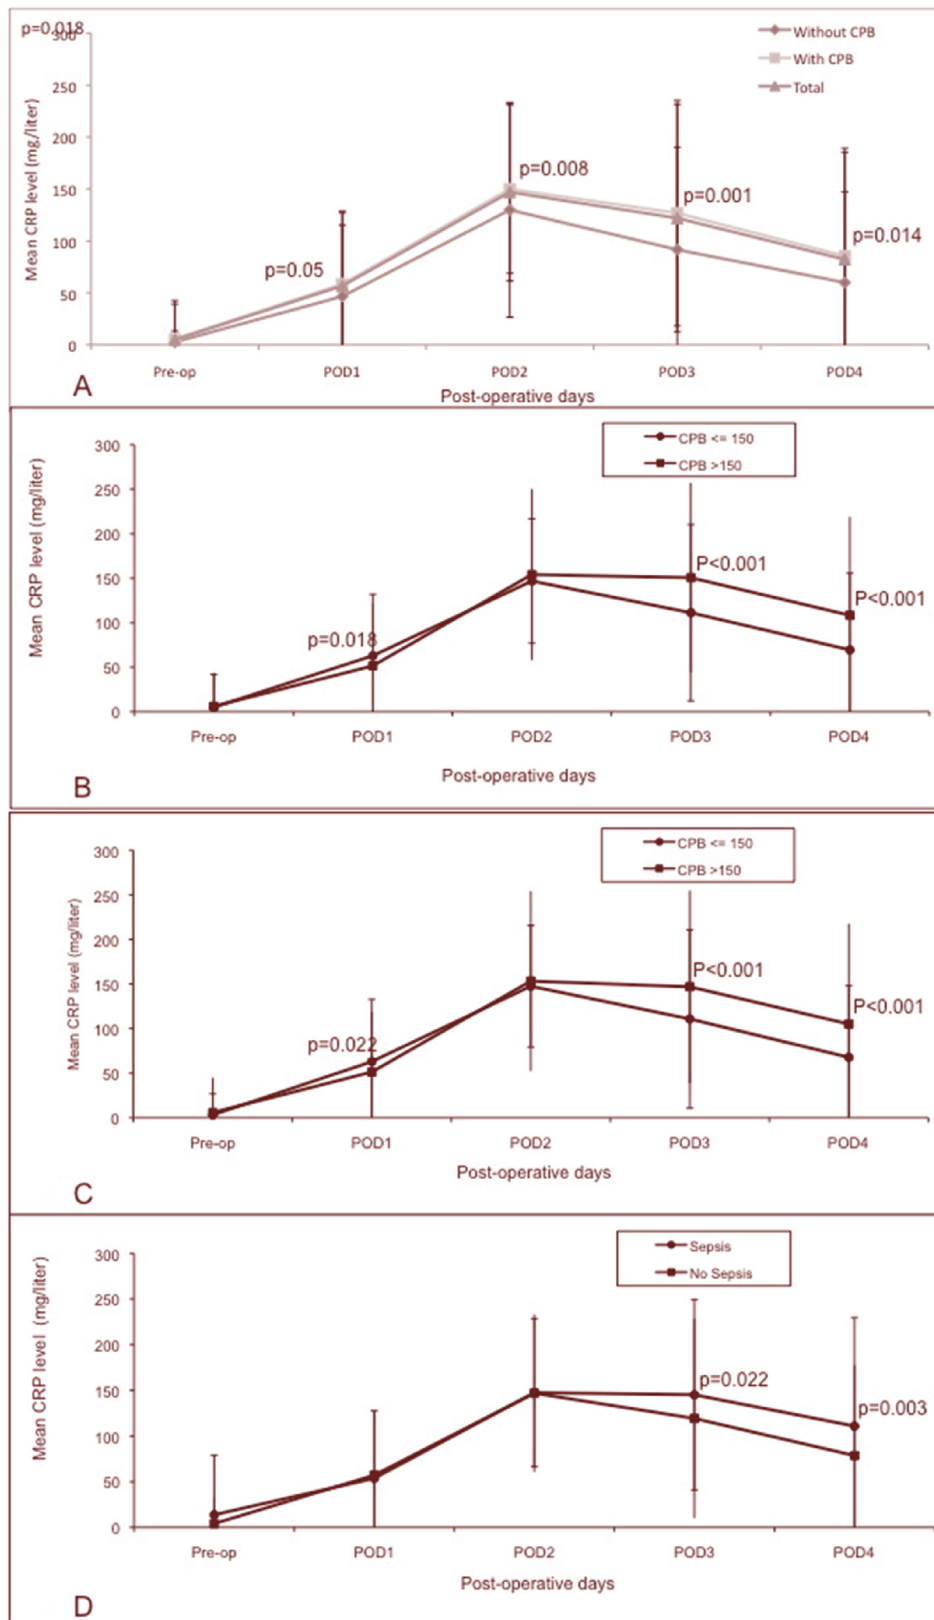 p=0.018
300
250
200
150
100
50
0
Mean CRP level (mg/liter)
Without CPB
With CPB
Total
p=0.05
p=0.008
p=0.001
p=0.014
Pre-op POD1 POD2 POD3 POD4
Post-operative days
A
300
250
200
150
100
50
0
Mean CRP level (mg/liter)
CPB <= 150
CPB >150
p=0.018
P<0.001
P<0.001
Pre-op POD1 POD2 POD3 POD4
Post-operative days
B
300
250
200
150
100
50
0
Mean CRP level (mg/liter)
CPB <= 150
CPB >150
p=0.022
P<0.001
P<0.001
Pre-op POD1 POD2 POD3 POD4
Post-operative days
C
300
250
200
150
100
50
0
Mean CRP level (mg/liter)
Sepsis
No Sepsis
p=0.022
p=0.003
Pre-op POD1 POD2 POD3 POD4
Post-operative days
D